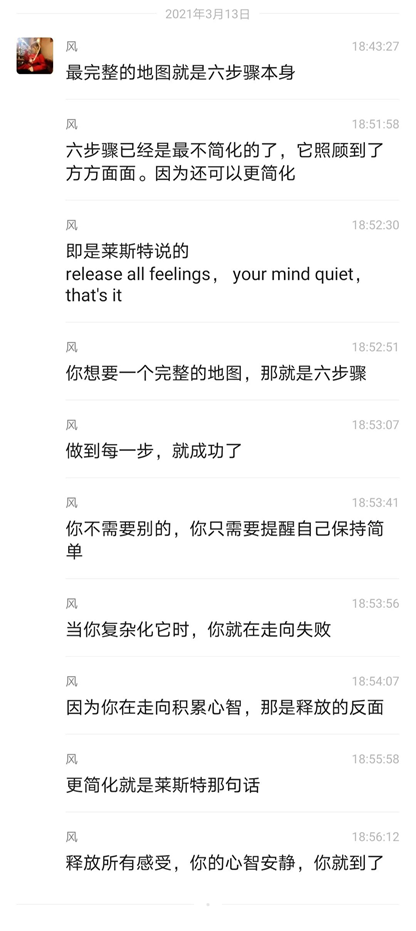 2021年3月13日
风 18:43:27
最完整的地图就是六步骤本身
风 18:51:58
六步骤已经是最不简化的了，它照顾到了
方方面面。因为还可以更简化
风 18:52:30
即是莱斯特说的
release all feelings， your mind quiet，
that's it
风 18:52:51
你想要一个完整的地图，那就是六步骤
风 18:53:07
做到每一步，就成功了
风 18:53:41
你不需要别的，你只需要提醒自己保持简
单
风 18:53:56
当你复杂化它时，你就在走向失败
风 18:54:07
因为你在走向积累心智，那是释放的反面
风 18:55:58
更简化就是莱斯特那句话
风 18:56:12
释放所有感受，你的心智安静，你就到了